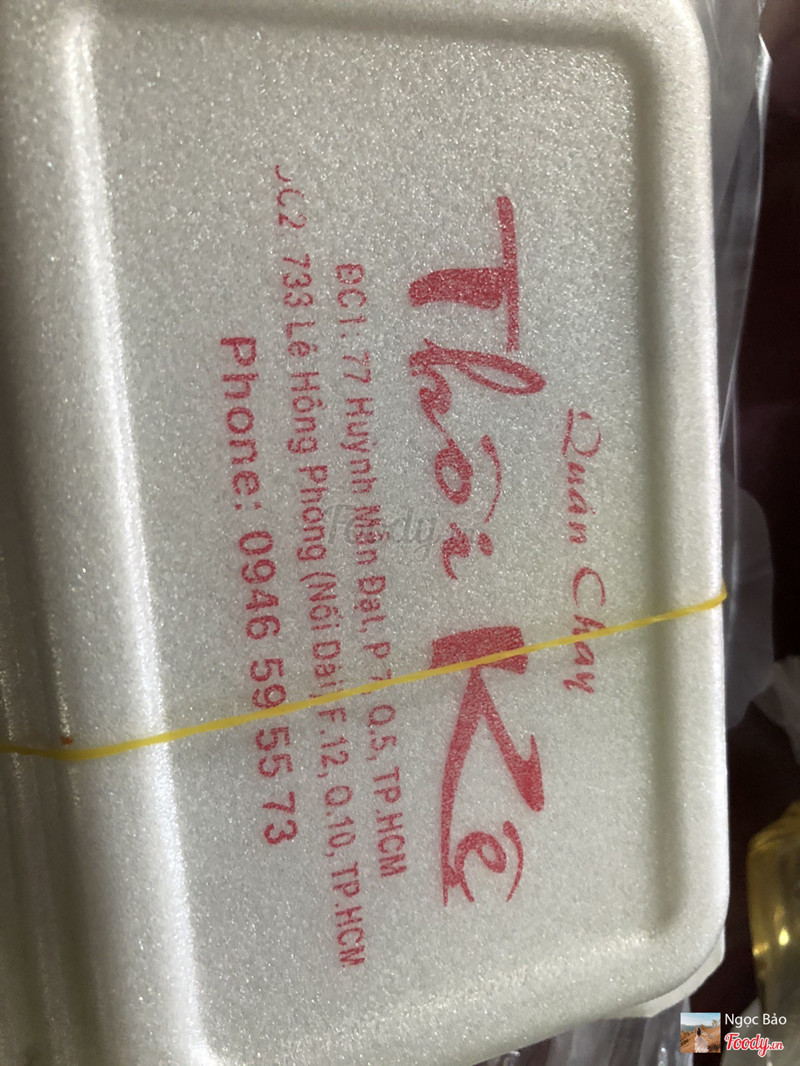 Quán Chay
Thời Kệ
ĐC1. 77 Huỳnh Mẫn Đạt, P 7, Q.5, TP.HCM
ĐC2 733 Lê Hồng Phong (Nối Dài) F.12, Q.10, TP.HCM
Phone: 0946 59 55 73
Foody.vn
Ngọc Bảo
Foody.vn